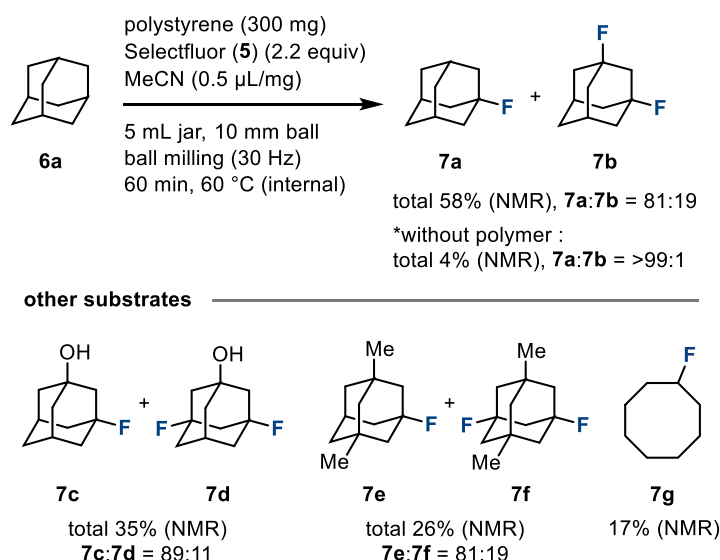 polystyrene (300 mg)
Selectfluor (5) (2.2 equiv)
MeCN (0.5 μL/mg)
5 mL jar, 10 mm ball
ball milling (30 Hz)
60 min, 60 °C (internal)
6a
F
+
F
F
7a
7b
total 58% (NMR), 7a:7b = 81:19
*without polymer :
total 4% (NMR), 7a:7b = >99:1
other substrates
OH
F
+
OH
F
F
Me
F
Me
+
Me
F
F
Me
F
7c
7d
7e
7f
7g
total 35% (NMR)
7c:7d = 89:11
total 26% (NMR)
7e:7f = 81:19
17% (NMR)